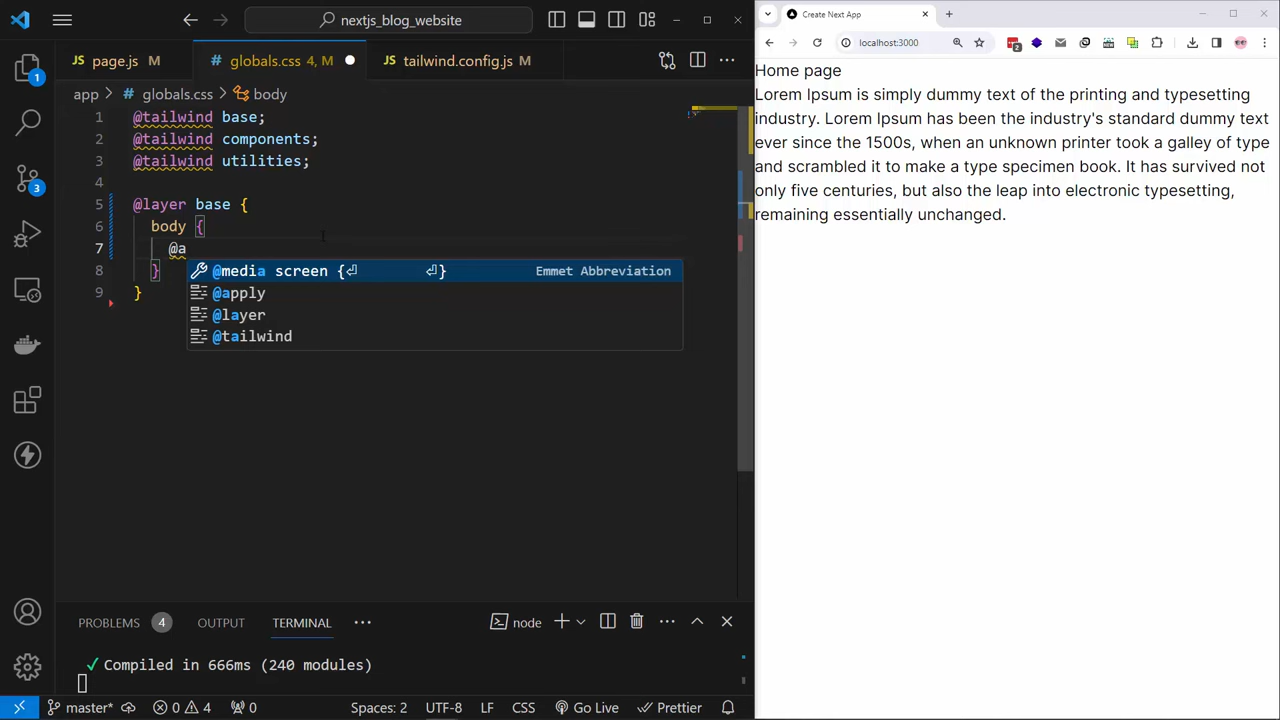 nextjs_blog_website
page.js M
# globals.css 4, M
JS tailwind.config.js M
app > # globals.css > body
1 @tailwind base;
2 @tailwind components;
3 @tailwind utilities;
4
5 @layer base {
6 body {
7 @a
8 }
9 }
@media screen {⏎ ⏎} Emmet Abbreviation
@apply
@layer
@tailwind
1
3
PROBLEMS 4 OUTPUT TERMINAL
node
✓ Compiled in 666ms (240 modules)
master* 0 4 0 Spaces: 2 UTF-8 LF CSS Go Live Prettier
Create Next App
localhost:3000
2
Home page
Lorem Ipsum is simply dummy text of the printing and typesetting
industry. Lorem Ipsum has been the industry's standard dummy text
ever since the 1500s, when an unknown printer took a galley of type
and scrambled it to make a type specimen book. It has survived not
only five centuries, but also the leap into electronic typesetting,
remaining essentially unchanged.